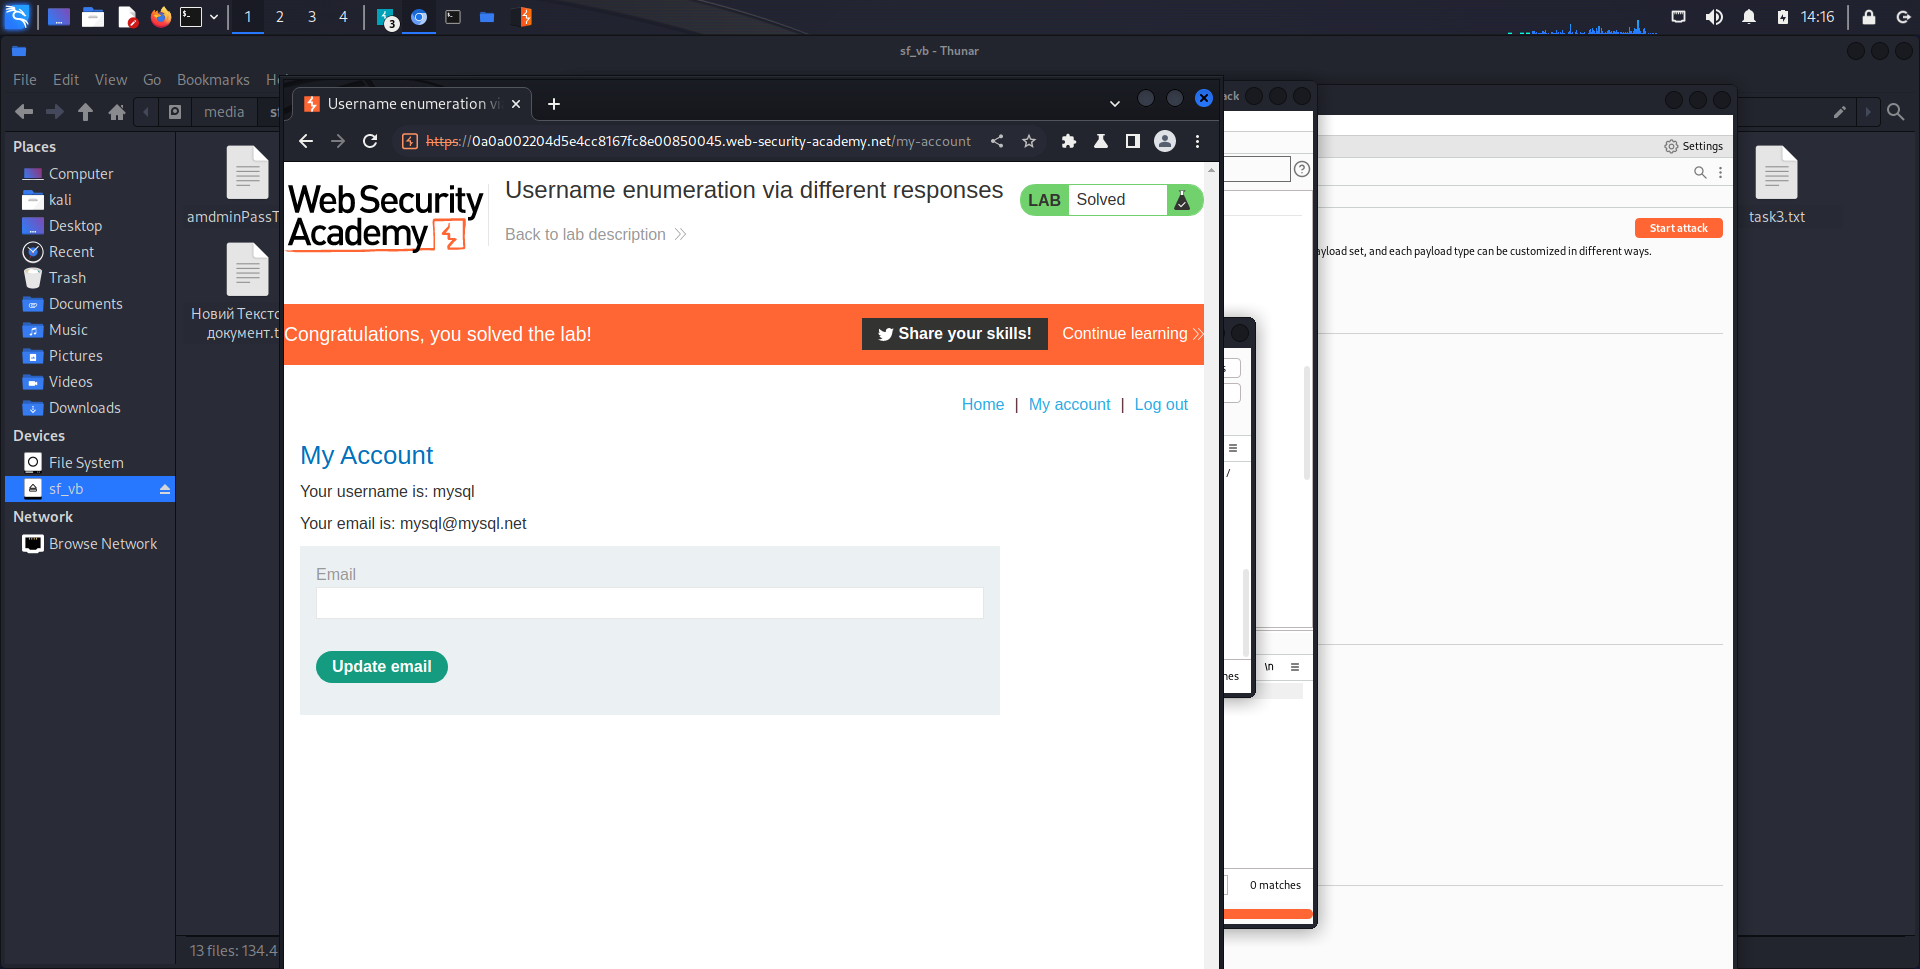 1
2
3
4
3
14:16
sf_vb - Thunar
File
Edit
View
Go
Bookmarks
media
Places
Computer
kali
Desktop
Recent
Trash
Documents
Music
Pictures
Videos
Downloads
Devices
File System
sf_vb
Network
Browse Network
amdminPassT
Новий Тексто
документ.t
13 files: 134.4
task3.txt
Username enumeration vi
https://0a0a002204d5e4cc8167fc8e00850045.web-security-academy.net/my-account
Web Security
Academy
Username enumeration via different responses
Back to lab description
LAB
Solved
Congratulations, you solved the lab!
Share your skills!
Continue learning
Home | My account | Log out
My Account
Your username is: mysql
Your email is: mysql@mysql.net
Email
Update email
ack
/
\n
0 matches
Settings
Start attack
ayload set, and each payload type can be customized in different ways.